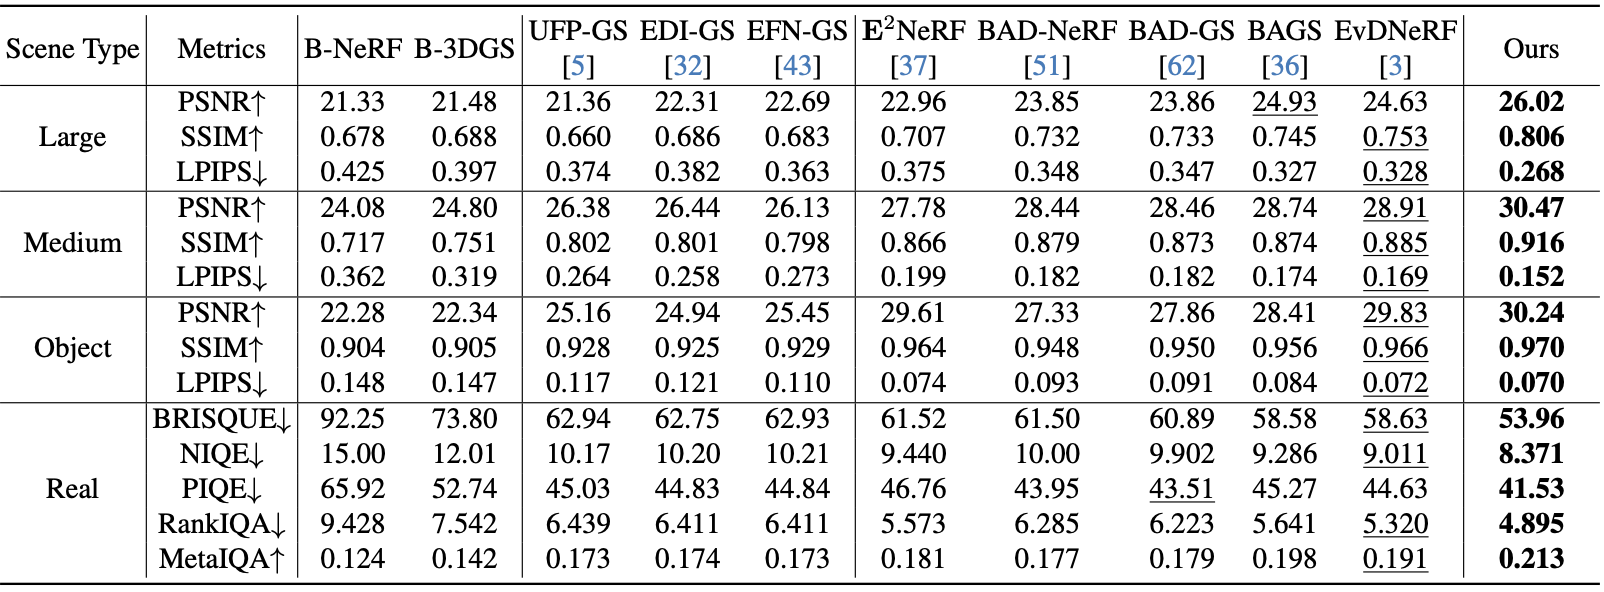 Scene Type Metrics B-NeRF B-3DGS UFP-GS [5] EDI-GS [32] EFN-GS [43] E²NeRF [37] BAD-NeRF [51] BAD-GS [62] BAGS [36] EvDNeRF [3] Ours
Large PSNR↑ 21.33 21.48 21.36 22.31 22.69 22.96 23.85 23.86 24.93 24.63 26.02
SSIM↑ 0.678 0.688 0.660 0.686 0.683 0.707 0.732 0.733 0.745 0.753 0.806
LPIPS↓ 0.425 0.397 0.374 0.382 0.363 0.375 0.348 0.347 0.327 0.328 0.268
Medium PSNR↑ 24.08 24.80 26.38 26.44 26.13 27.78 28.44 28.46 28.74 28.91 30.47
SSIM↑ 0.717 0.751 0.802 0.801 0.798 0.866 0.879 0.873 0.874 0.885 0.916
LPIPS↓ 0.362 0.319 0.264 0.258 0.273 0.199 0.182 0.182 0.174 0.169 0.152
Object PSNR↑ 22.28 22.34 25.16 24.94 25.45 29.61 27.33 27.86 28.41 29.83 30.24
SSIM↑ 0.904 0.905 0.928 0.925 0.929 0.964 0.948 0.950 0.956 0.966 0.970
LPIPS↓ 0.148 0.147 0.117 0.121 0.110 0.074 0.093 0.091 0.084 0.072 0.070
Real BRISQUE↓ 92.25 73.80 62.94 62.75 62.93 61.52 61.50 60.89 58.58 58.63 53.96
NIQE↓ 15.00 12.01 10.17 10.20 10.21 9.440 10.00 9.902 9.286 9.011 8.371
PIQE↓ 65.92 52.74 45.03 44.83 44.84 46.76 43.95 43.51 45.27 44.63 41.53
RankIQA↓ 9.428 7.542 6.439 6.411 6.411 5.573 6.285 6.223 5.641 5.320 4.895
MetaIQA↑ 0.124 0.142 0.173 0.174 0.173 0.181 0.177 0.179 0.198 0.191 0.213